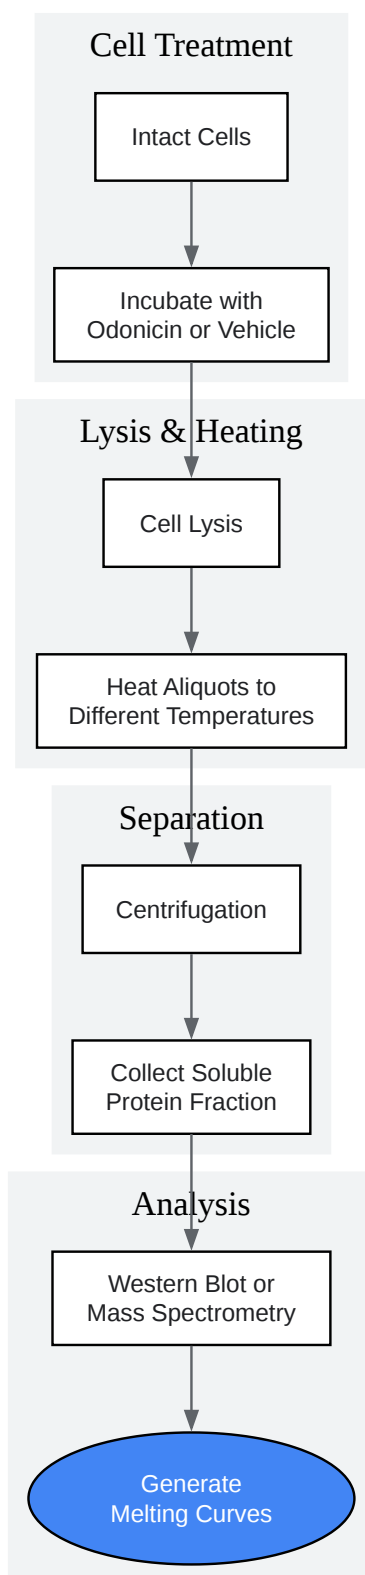 Cell Treatment
Intact Cells
Incubate with
Odonicin or Vehicle
Lysis & Heating
Cell Lysis
Heat Aliquots to
Different Temperatures
Separation
Centrifugation
Collect Soluble
Protein Fraction
Analysis
Western Blot or
Mass Spectrometry
Generate
Melting Curves